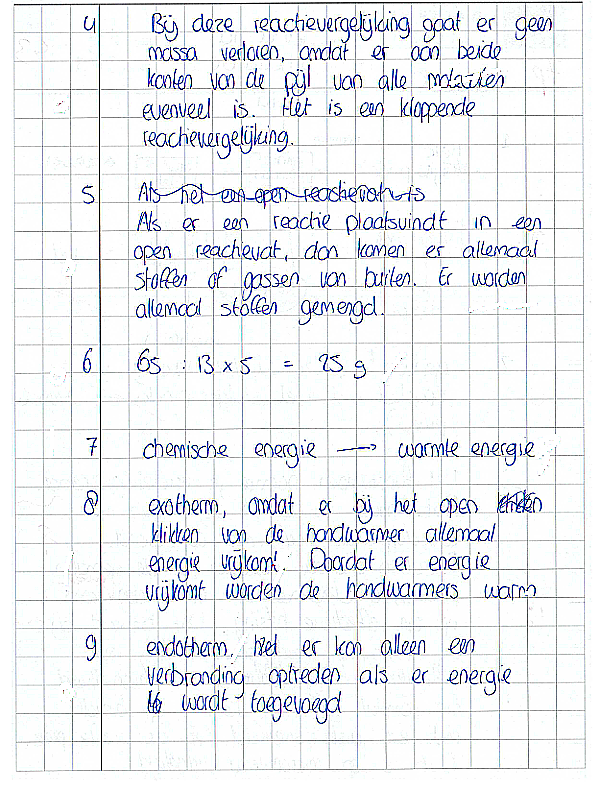 4 Bij deze reactievergelijking gaat er geen
massa verloren, omdat er aan beide
kanten van de pijl van alle
evenveel is. Het is een kloppende
reactievergelijking.
5 Als het een open reactievat is
Als er een reactie plaatsvindt in een
open reactievat, dan komen er allemaal
stoffen of gassen van buiten. Er worden
allemaal stoffen gemengd.
6 65 : 13 x 5 = 25 g
7 chemische energie → warmte energie
8 exotherm, omdat er bij het open
klikken van de handwarmer allemaal
energie vrijkomt. Doordat er energie
vrijkomt worden de handwarmers warm
9 endotherm, er kan alleen een
verbranding optreden als er energie
wordt toegevoegd